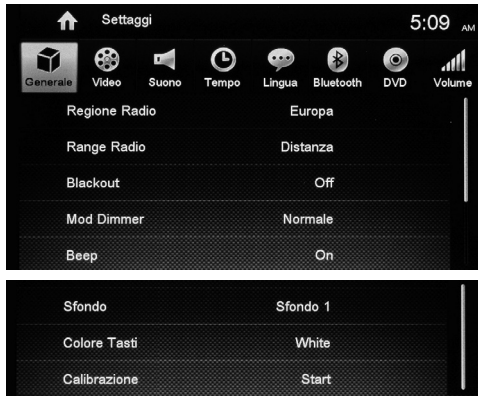 Settaggi 5:09 AM
Generale Video Suono Tempo Lingua Bluetooth DVD Volume
Regione Radio Europa
Range Radio Distanza
Blackout Off
Mod Dimmer Normale
Beep On
Sfondo Sfondo 1
Colore Tasti White
Calibrazione Start